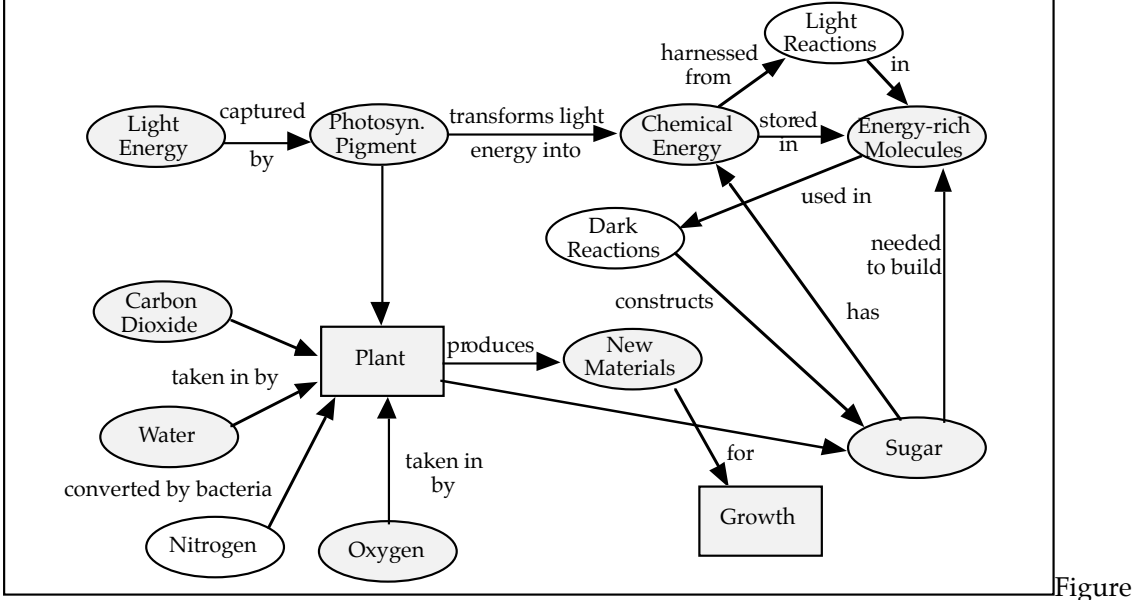 Light
Reactions
harnessed
from
in
captured
by
Light
Energy
Photosyn.
Pigment
transforms light
energy into
Chemical
Energy
stored
in
Energy-rich
Molecules
used in
Dark
Reactions
needed
to build
constructs
has
Carbon
Dioxide
Plant
produces
New
Materials
taken in by
Water
Sugar
for
taken in
by
converted by bacteria
Growth
Nitrogen
Oxygen
Figure